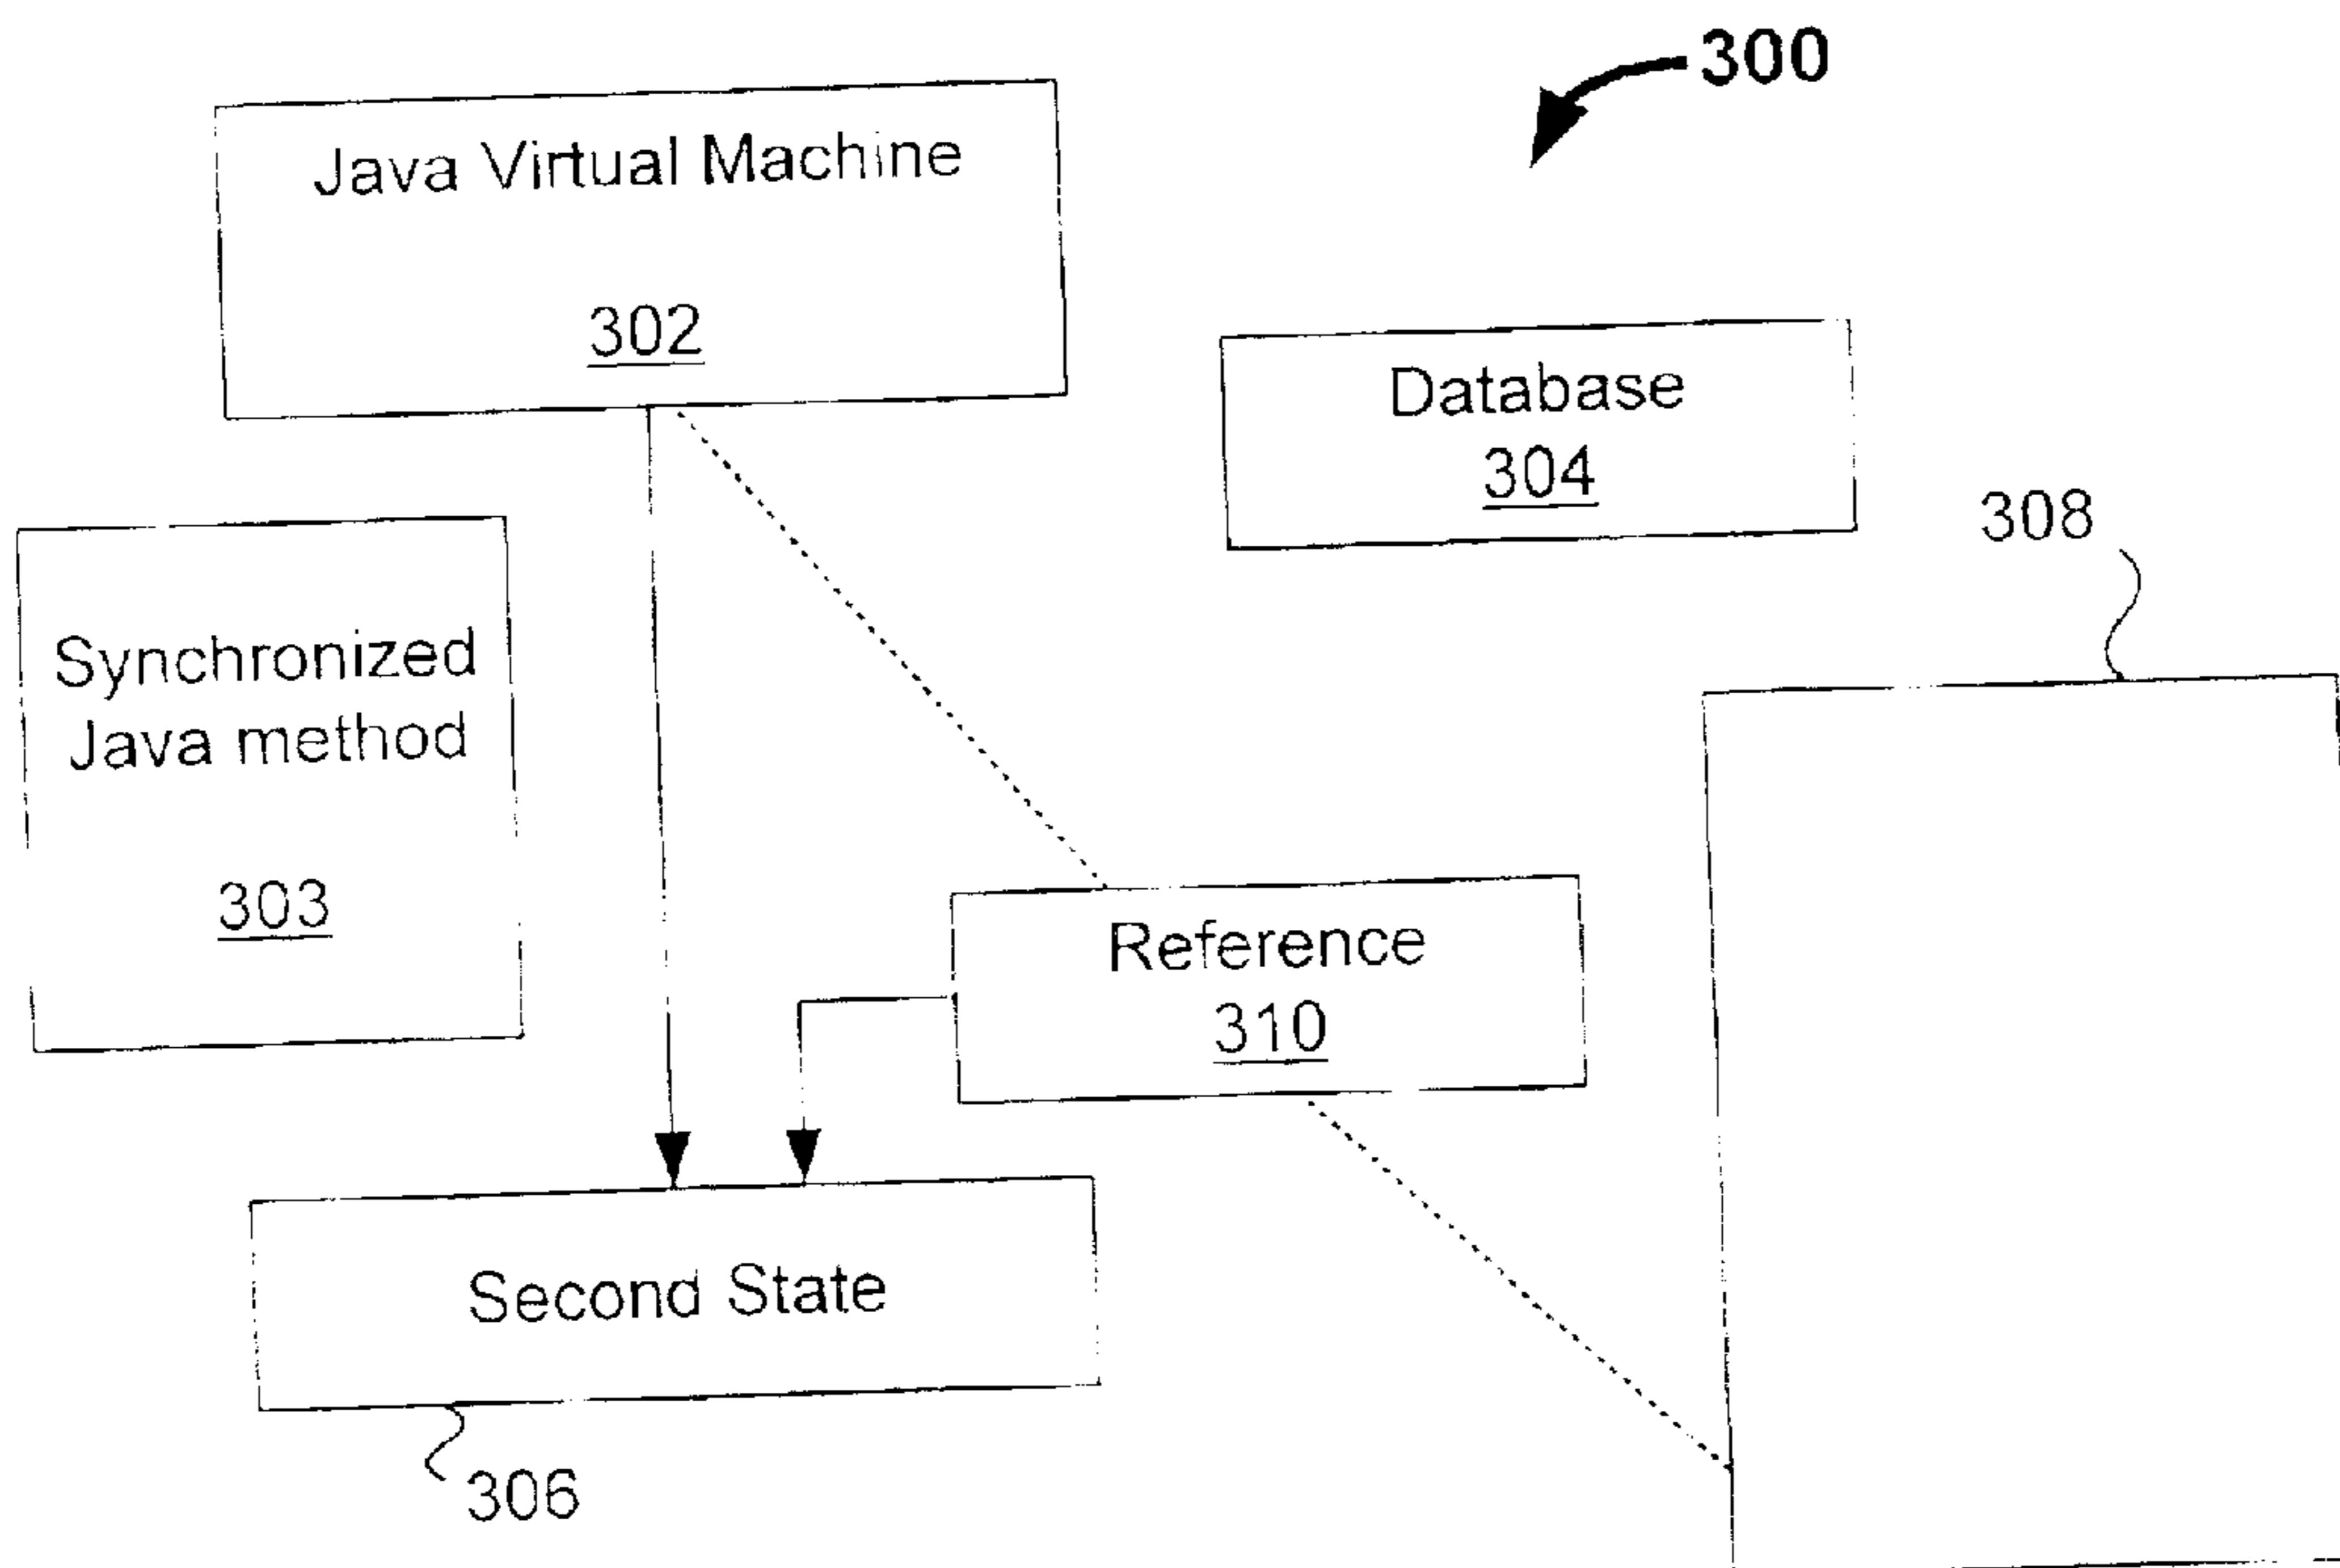 300
Java Virtual Machine
302
Database
304
308
Synchronized
Java method
303
Reference
310
Second State
306